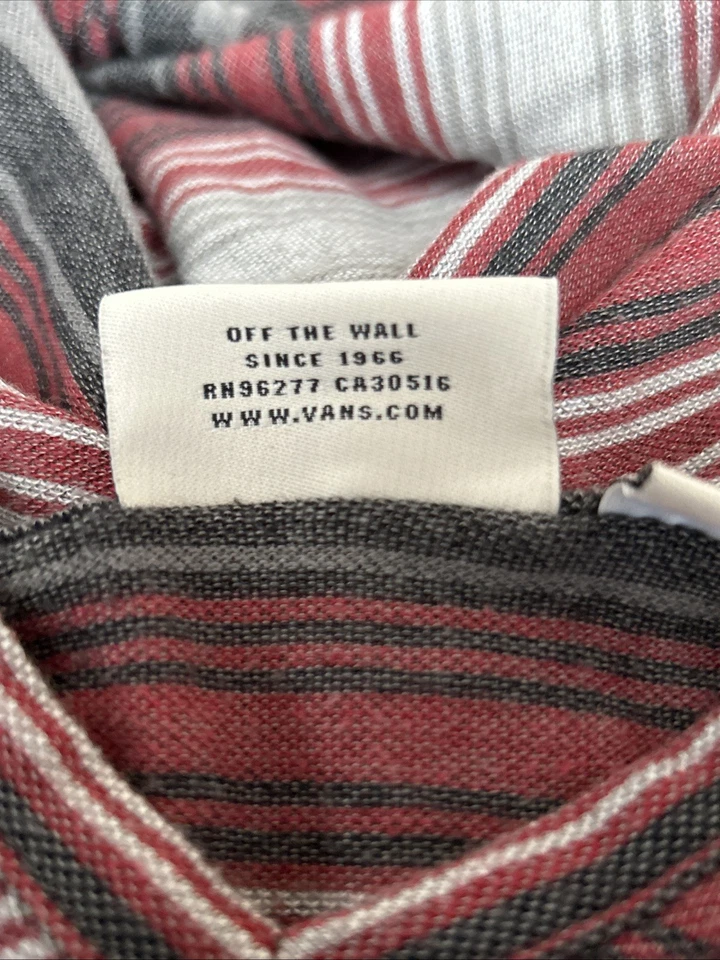 OFF THE WALL
SINCE 1966
RN96277 CA30516
WWW.VANS.COM